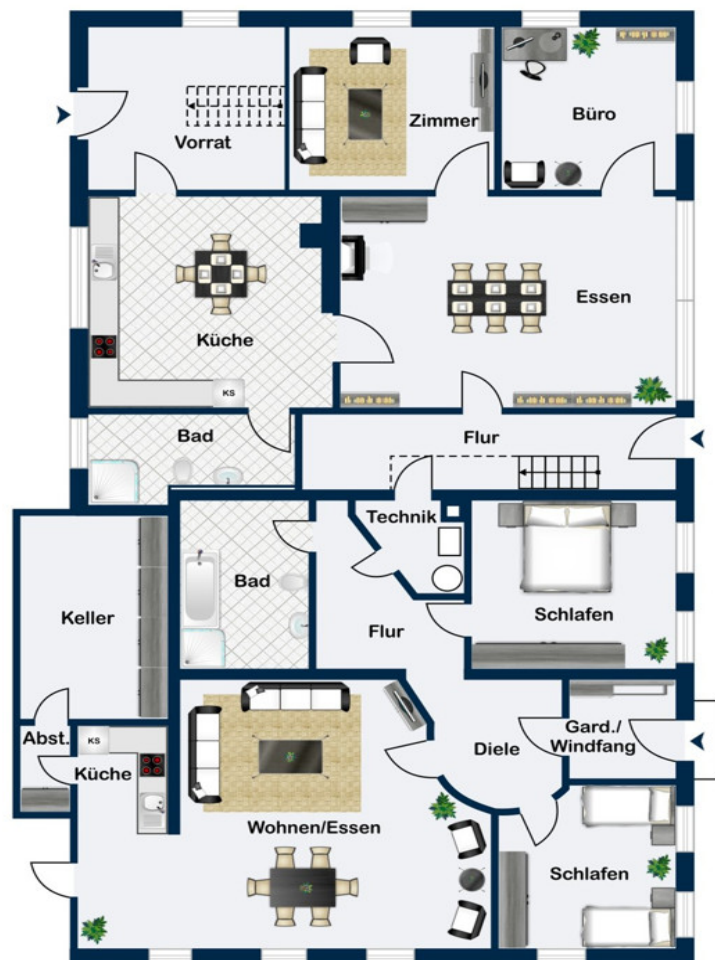 Vorrat
Zimmer
Büro
Küche
KS
Essen
Bad
Flur
Technik
Keller
Bad
Flur
Schlafen
Abst.
KS
Küche
Diele
Gard./
Windfang
Wohnen/Essen
Schlafen